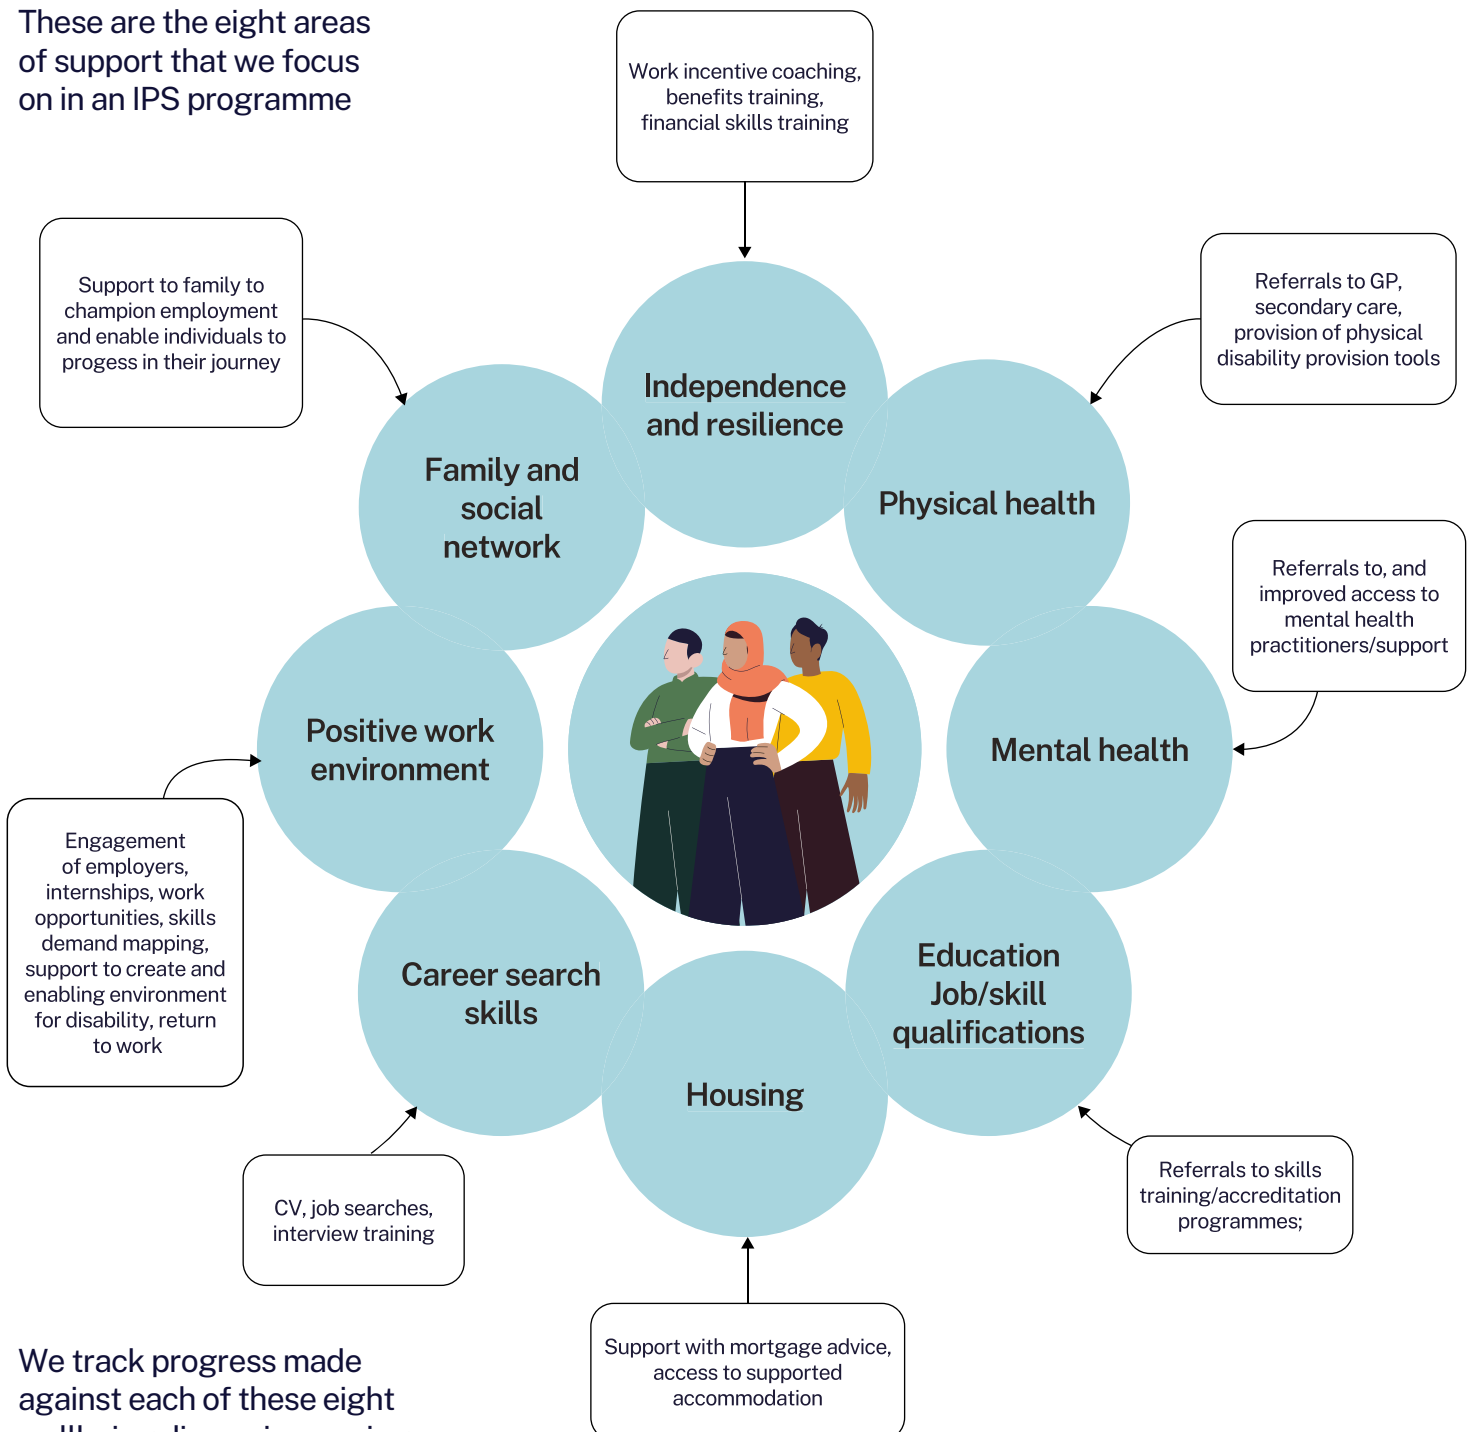 These are the eight areas
of support that we focus
on in an IPS programme
Work incentive coaching,
benefits training,
financial skills training
Support to family to
champion employment
and enable individuals to
progess in their journey
Referrals to GP,
secondary care,
provision of physical
disability provision tools
Independence
and resilience
Family and
social
network
Physical health
Referrals to, and
improved access to
mental health
practitioners/support
Positive work
environment
Mental health
Engagement
of employers,
internships, work
opportunities, skills
demand mapping,
support to create and
enabling environment
for disability, return
to work
Career search
skills
Education
Job/skill
qualifications
Housing
CV, job searches,
interview training
Referrals to skills
training/accreditation
programmes;
Support with mortgage advice,
access to supported
accommodation
We track progress made
against each of these eight